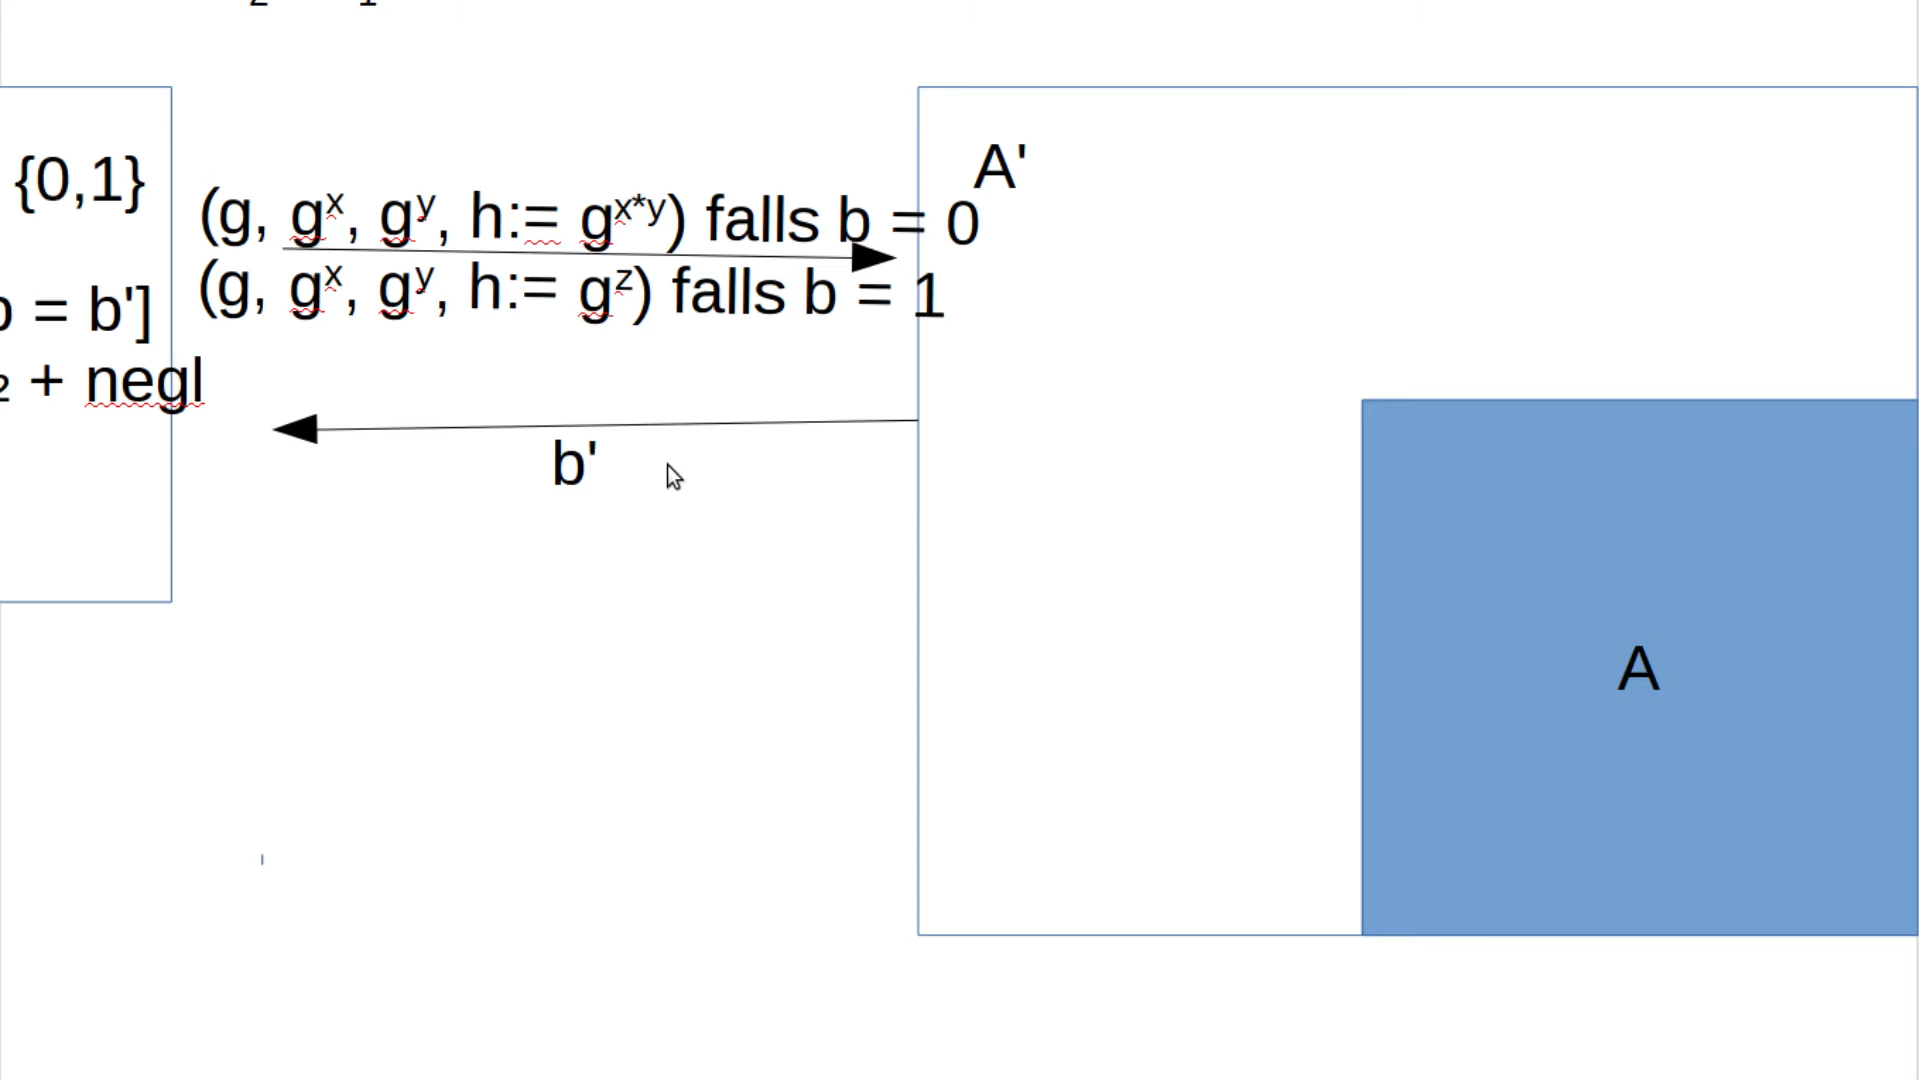 {0,1}
A'
(g, gˣ, gʸ, h:= gˣ*ʸ) falls b = 0
(g, gˣ, gʸ, h:= gᶻ) falls b = 1
= b']
+ negl
b'
A